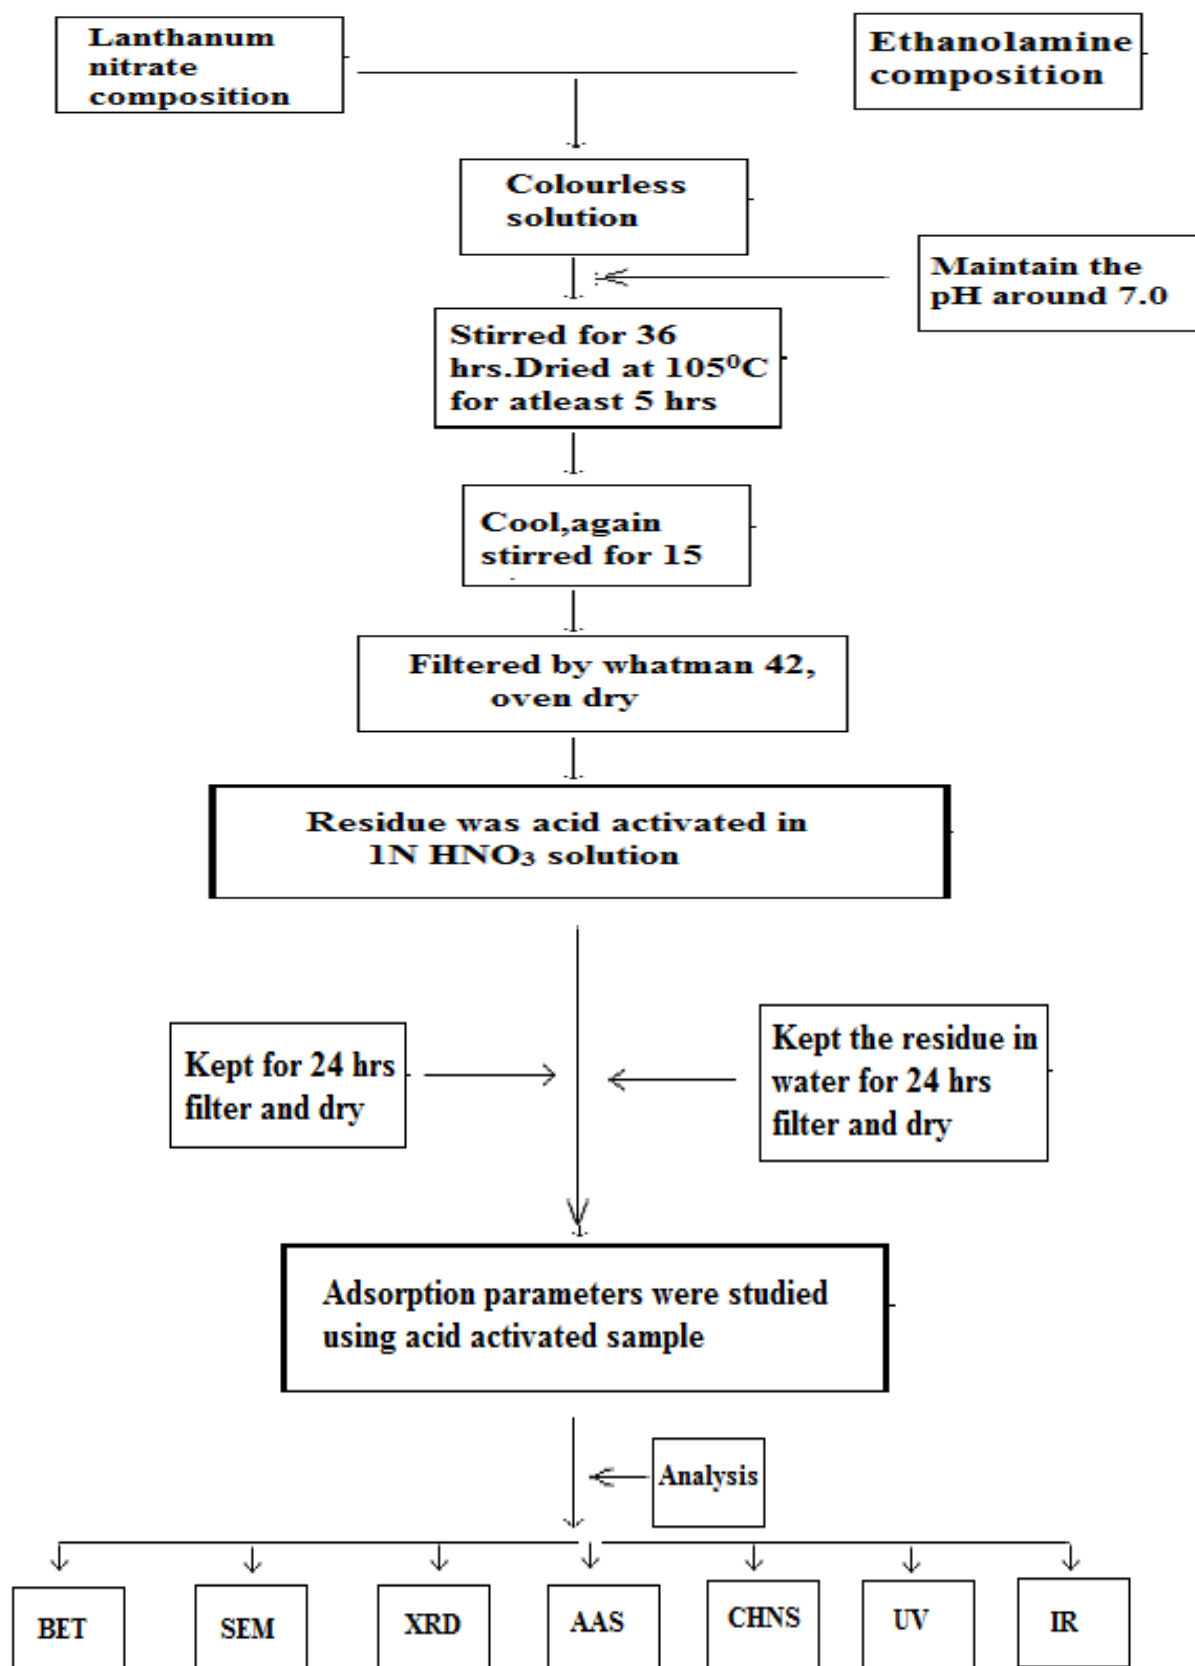 Lanthanum
nitrate
composition
Ethanolamine
composition
Colourless
solution
Maintain the
pH around 7.0
Stirred for 36
hrs.Dried at 105⁰C
for atleast 5 hrs
Cool,again
stirred for 15
Filtered by whatman 42,
oven dry
Residue was acid activated in
1N HNO₃ solution
Kept for 24 hrs
filter and dry
Kept the residue in
water for 24 hrs
filter and dry
Adsorption parameters were studied
using acid activated sample
Analysis
BET
SEM
XRD
AAS
CHNS
UV
IR